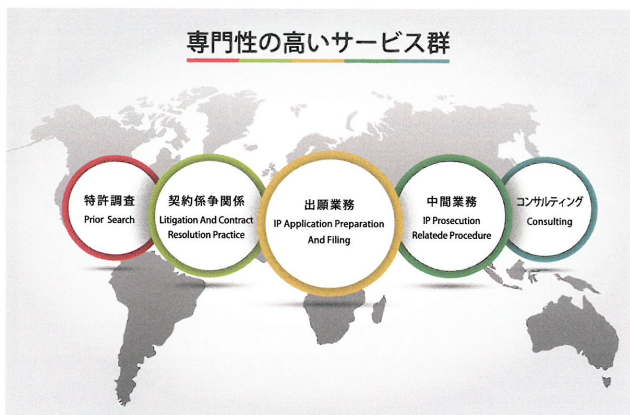 専門性の高いサービス群
特許調査
Prior Search
契約係争関係
Litigation And Contract
Resolution Practice
出願業務
IP Application Preparation
And Filing
中間業務
IP Prosecution
Relatede Procedure
コンサルティング
Consulting